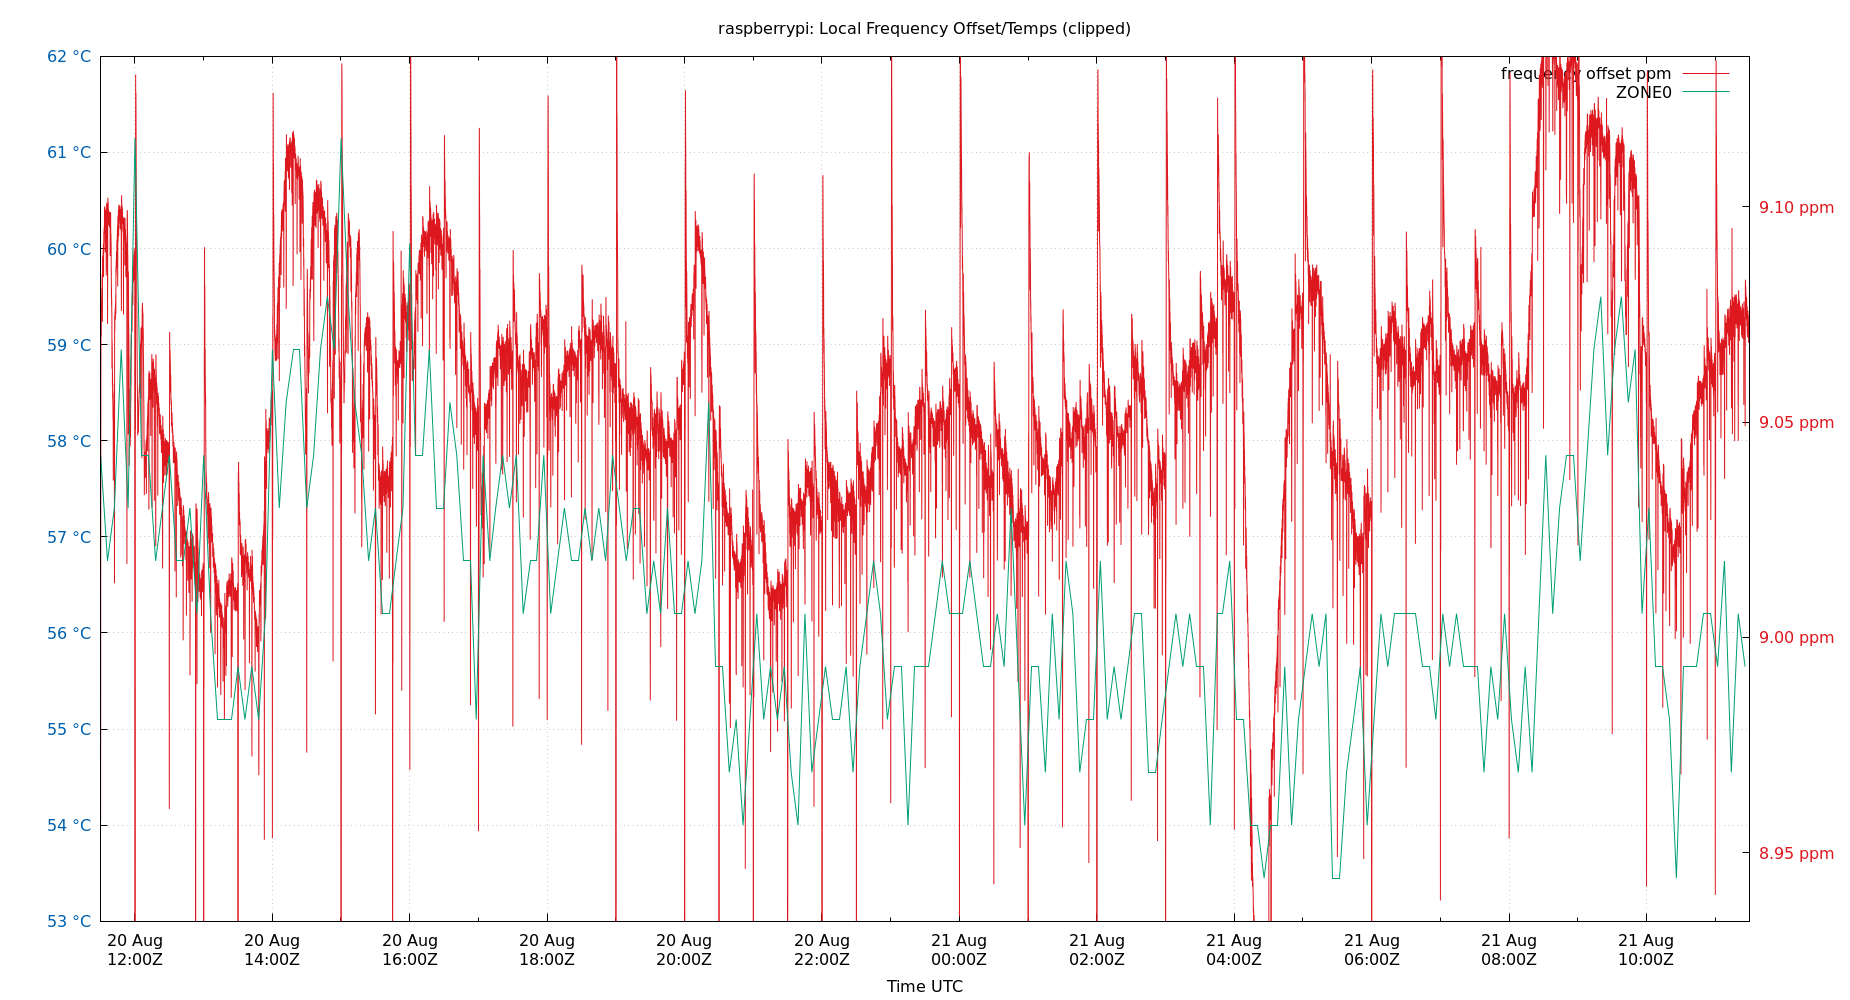 raspberrypi: Local Frequency Offset/Temps (clipped)
62 °C
61 °C
60 °C
59 °C
58 °C
57 °C
56 °C
55 °C
54 °C
53 °C
frequency offset ppm
ZONE0
9.10 ppm
9.05 ppm
9.00 ppm
8.95 ppm
20 Aug
12:00Z
20 Aug
14:00Z
20 Aug
16:00Z
20 Aug
18:00Z
20 Aug
20:00Z
20 Aug
22:00Z
21 Aug
00:00Z
21 Aug
02:00Z
21 Aug
04:00Z
21 Aug
06:00Z
21 Aug
08:00Z
21 Aug
10:00Z
Time UTC